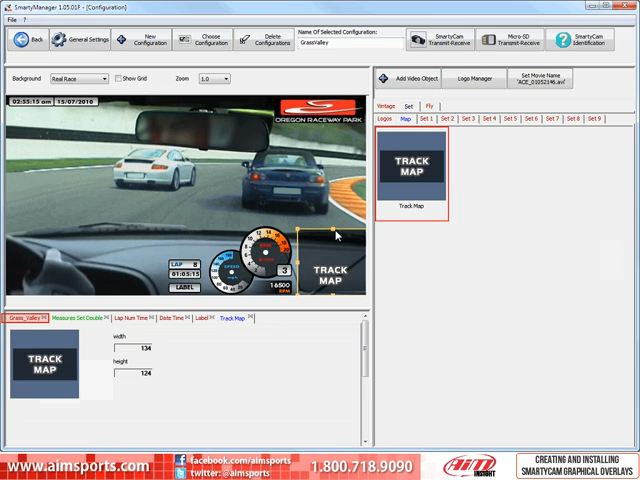 SmartyManager 1.05.01F - [Configuration]
File ?
Back
General Settings
New Configuration
Choose Configuration
Delete Configurations
Name Of Selected Configuration:
GrassValley
SmartyCam Transmit-Receive
Micro-SD Transmit-Receive
SmartyCam Identification
Background
Real Race
Show Grid
Zoom
1.0
Add Video Object
Logo Manager
Set Movie Name 'ACE_01052146.avi'
Vintage Set Fly
Logos Map Set 1 Set 2 Set 3 Set 4 Set 5 Set 6 Set 7 Set 8 Set 9
TRACK MAP
Track Map
02:55:15 am 15/07/2010
OREGON RACEWAY PARK
LAP 8
01:05:15
LABEL
SPEED
3
16500
RPM
TRACK MAP
Grass_Valley Measures Set Double Lap Num Time Date Time Label Track Map
TRACK MAP
width
134
height
124
www.aimsports.com
facebook.com/aimsports
twitter: @aimsports
1.800.718.9090
AIM
INSIGHT
CREATING AND INSTALLING
SMARTYCAM GRAPHICAL OVERLAYS